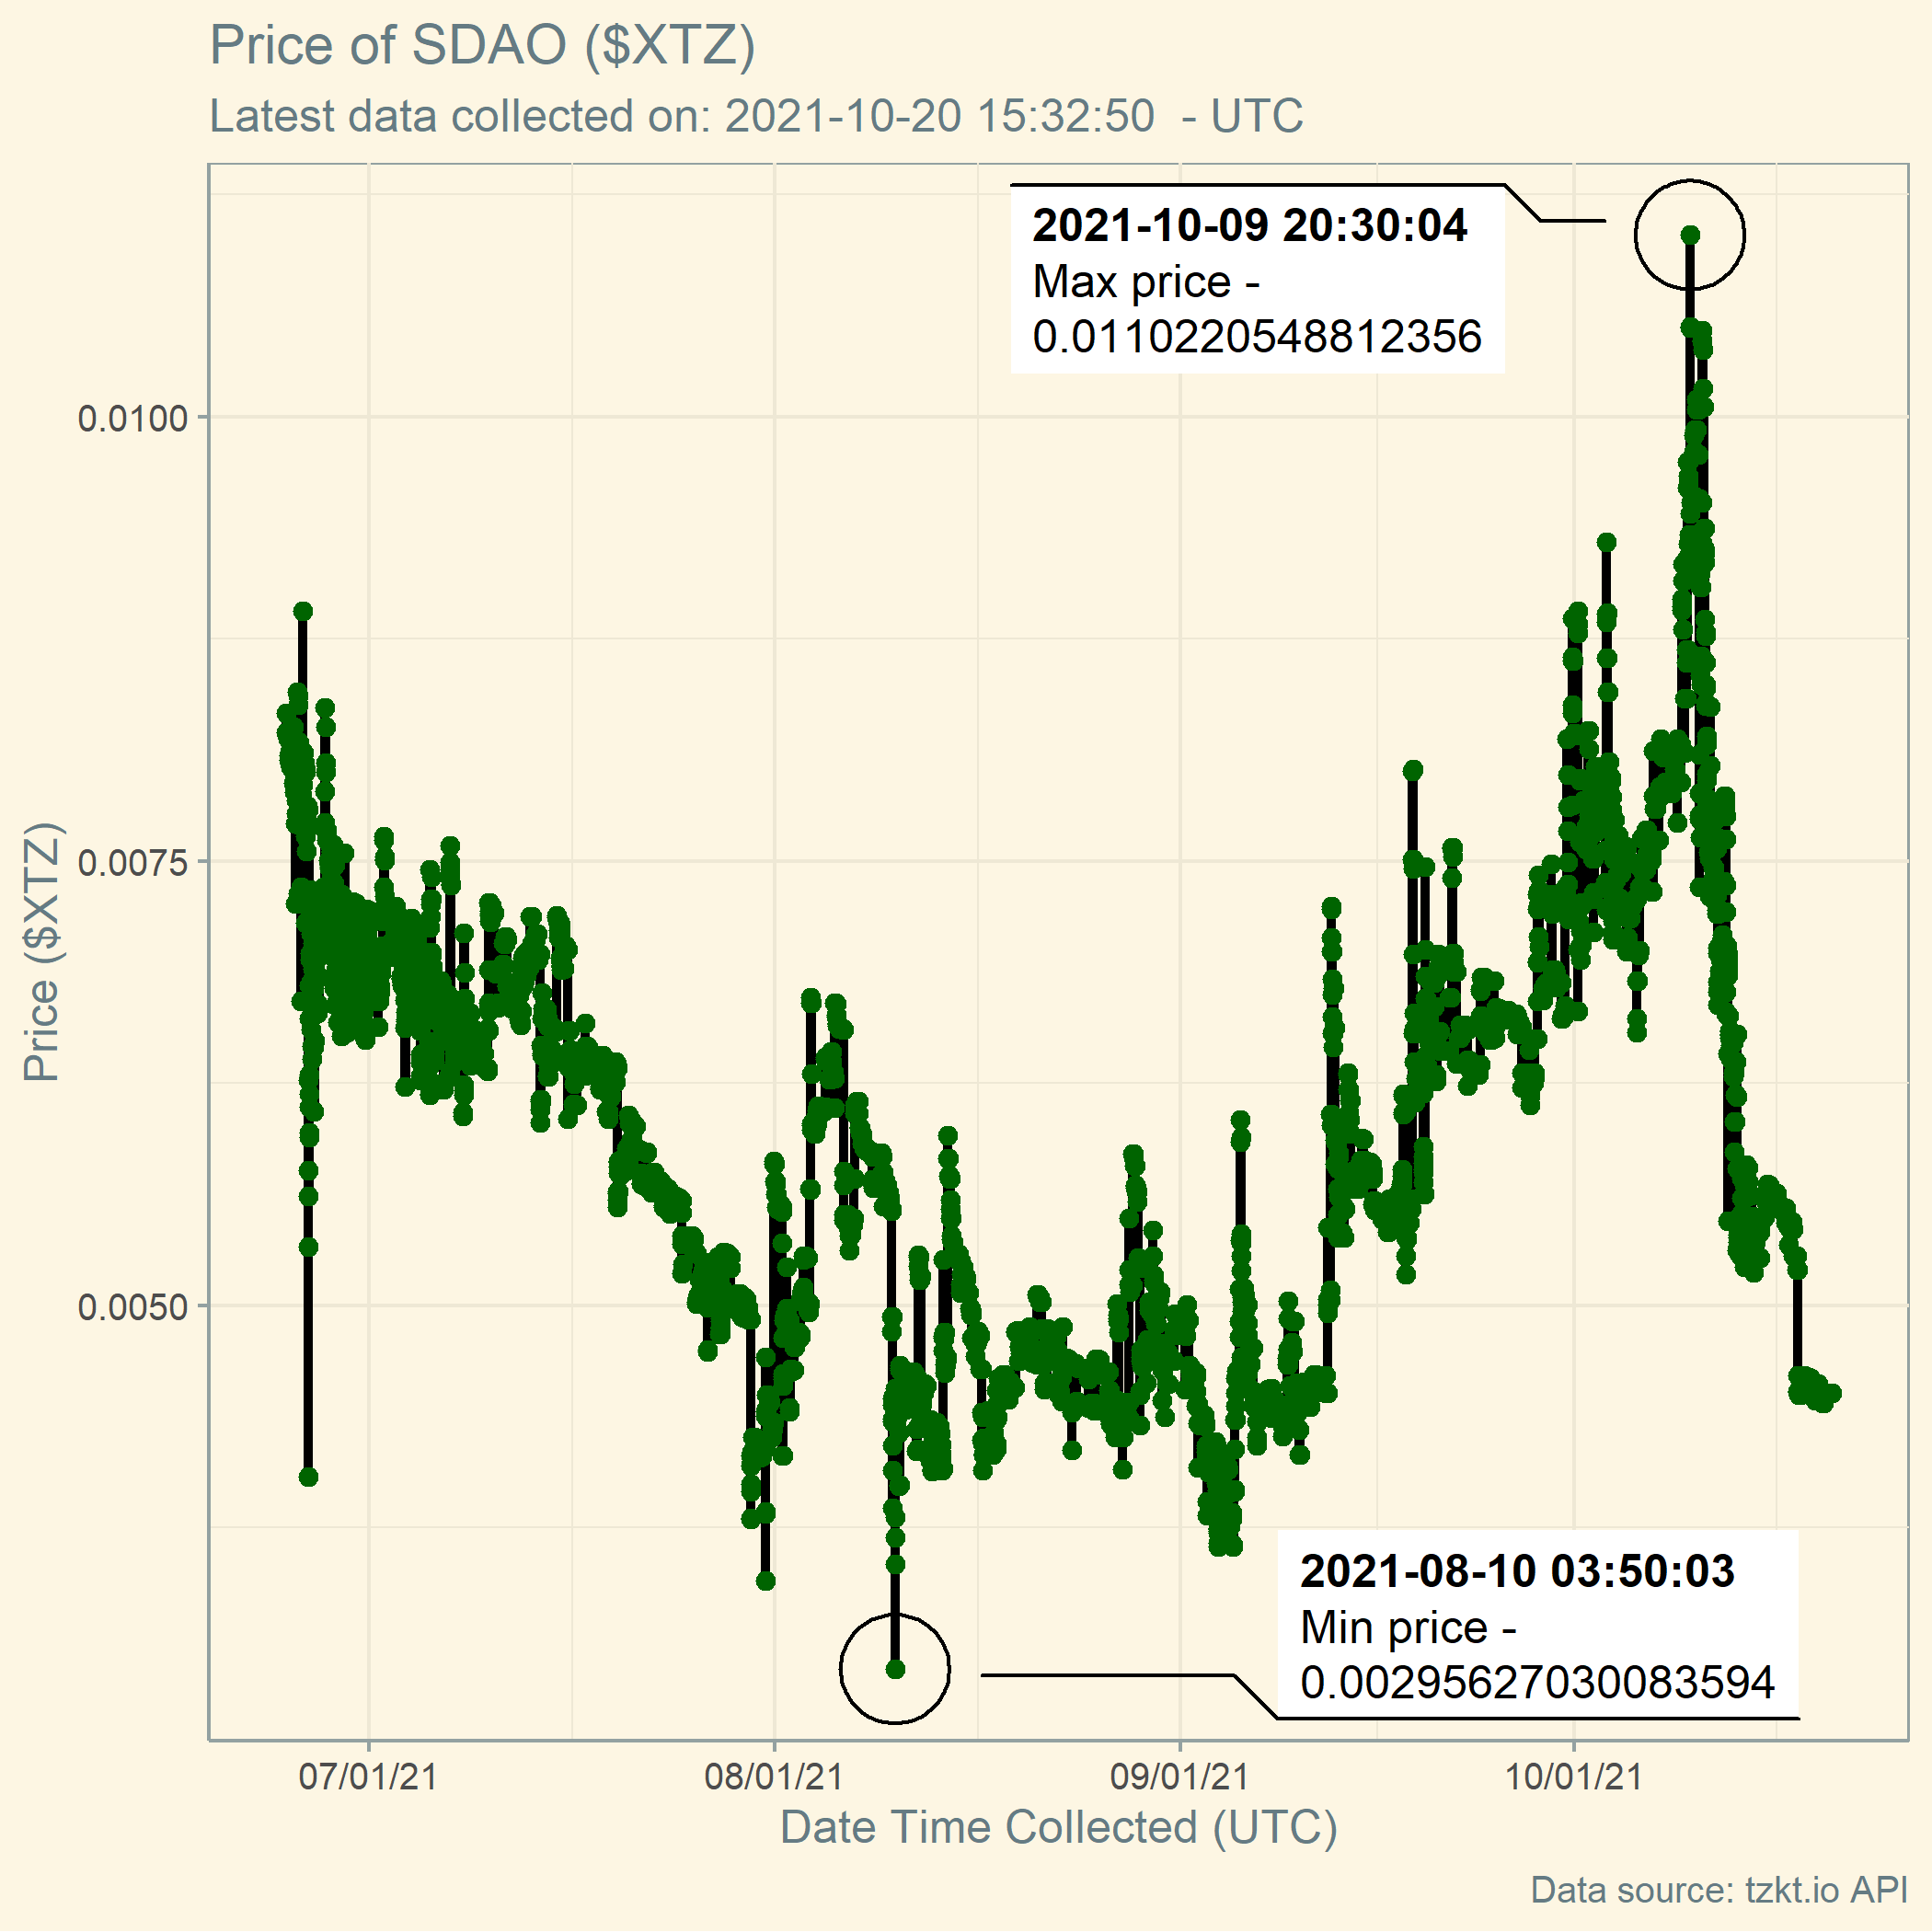 Price of SDAO ($XTZ)
Latest data collected on: 2021-10-20 15:32:50  - UTC
2021-10-09 20:30:04
Max price -
0.0110220548812356
0.0100
0.0075
0.0050
Price ($XTZ)
2021-08-10 03:50:03
Min price -
0.00295627030083594
07/01/21
08/01/21
09/01/21
10/01/21
Date Time Collected (UTC)
Data source: tzkt.io API